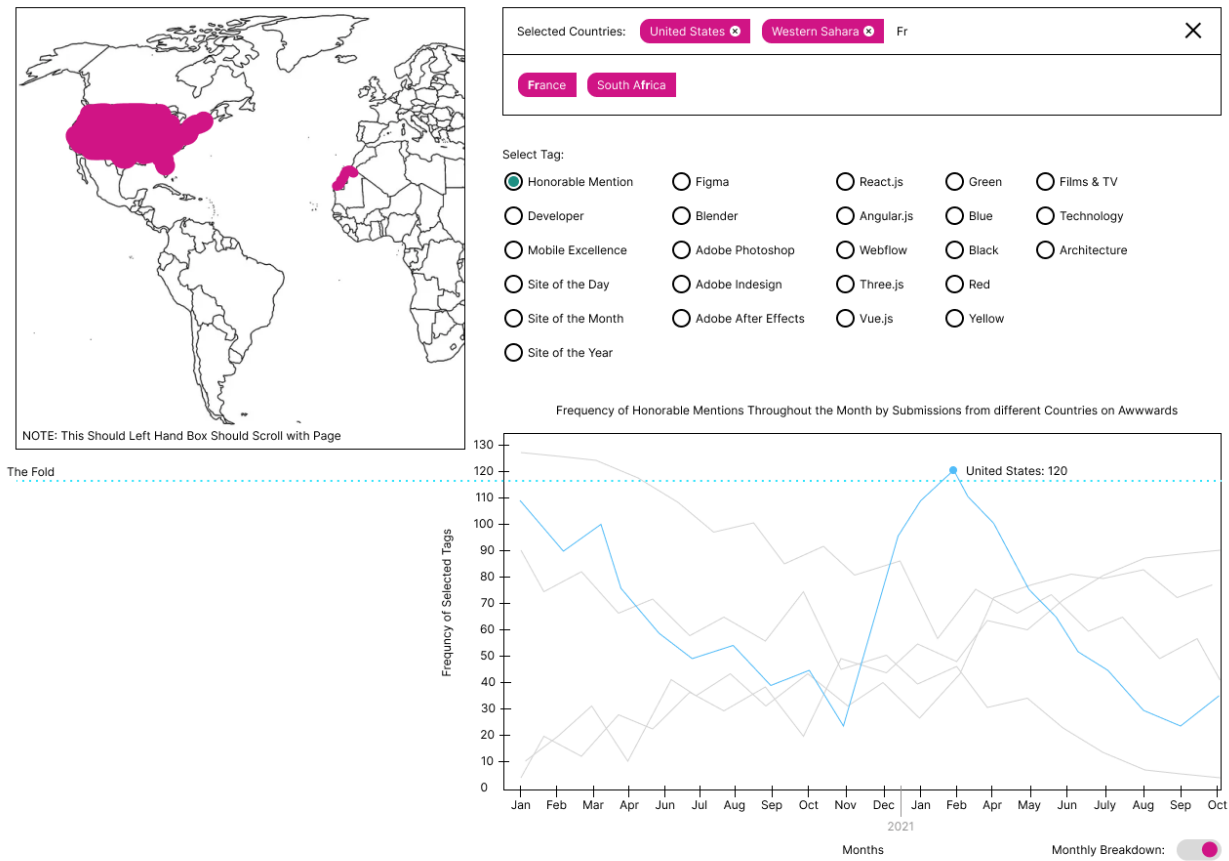 Selected Countries: United States Western Sahara Fr
France South Africa
Select Tag:
Honorable Mention Figma React.js Green Films & TV
Developer Blender Angular.js Blue Technology
Mobile Excellence Adobe Photoshop Webflow Black Architecture
Site of the Day Adobe Indesign Three.js Red
Site of the Month Adobe After Effects Vue.js Yellow
Site of the Year
NOTE: This Should Left Hand Box Should Scroll with Page
The Fold
Frequency of Honorable Mentions Throughout the Month by Submissions from different Countries on Awwwards
130
120
110
100
90
80
70
60
50
40
30
20
10
0
United States: 120
Frequncy of Selected Tags
Jan Feb Mar Apr Jun Jul Aug Sep Oct Nov Dec Jan Feb Apr May Jun July Aug Sep Oct
2021
Months
Monthly Breakdown: